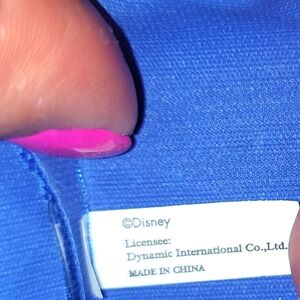 ©Disney
Licensee:
Dynamic International Co.,Ltd.
MADE IN CHINA